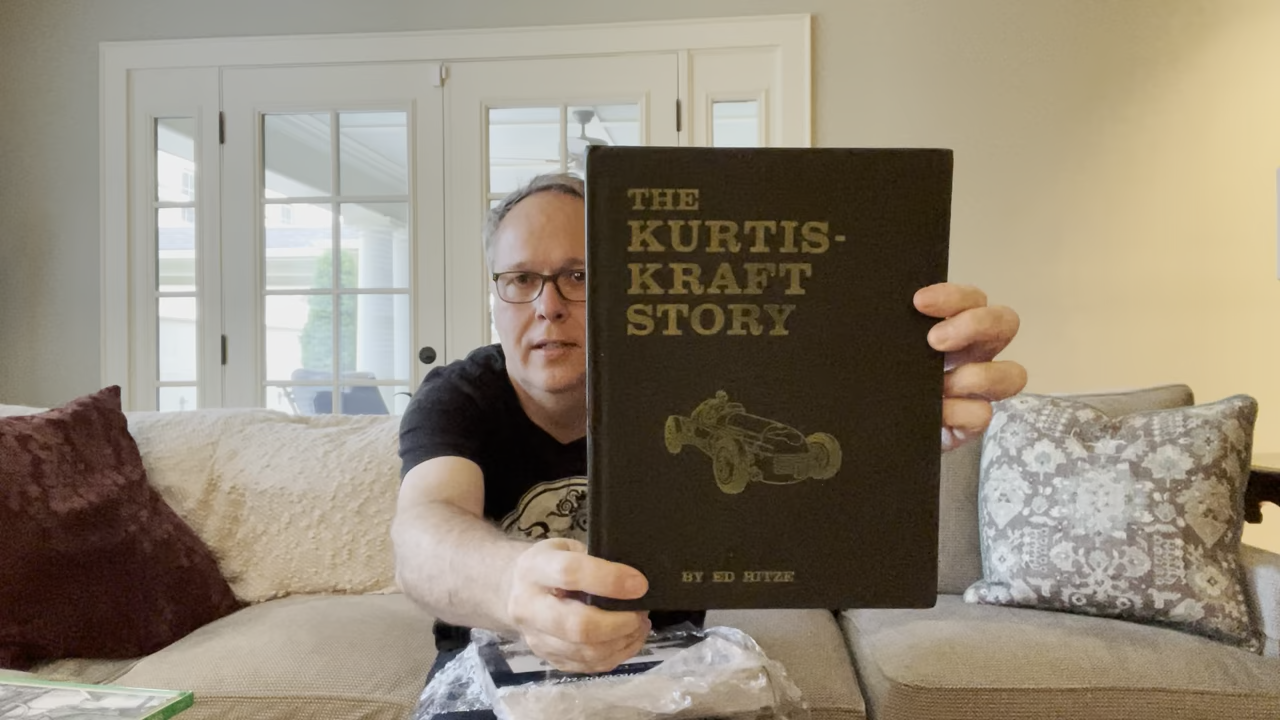 THE
KURTIS-
KRAFT
STORY
BY ED HITZE